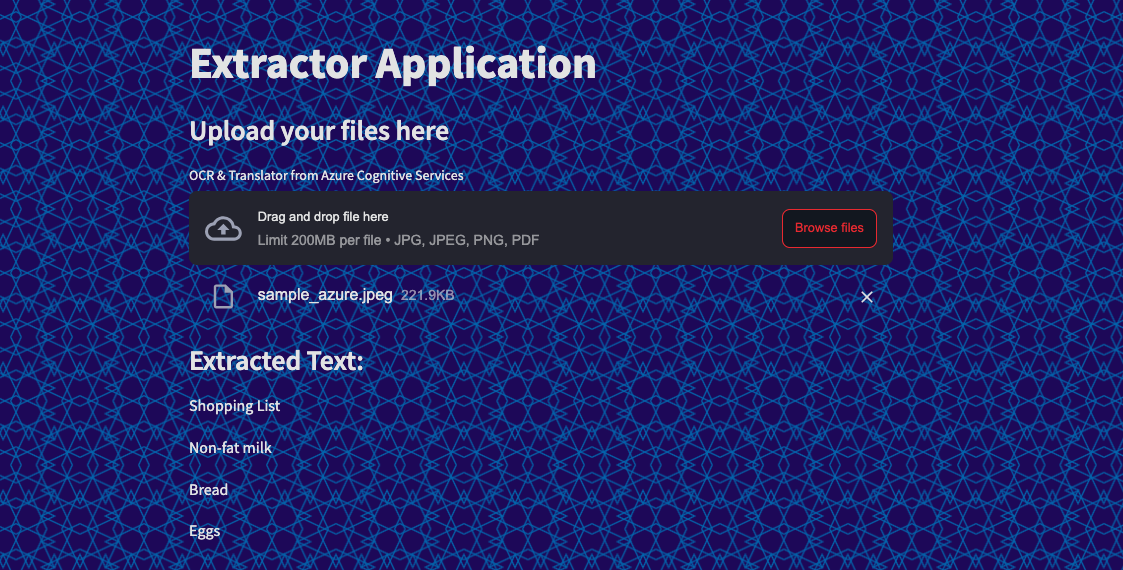 Extractor Application
Upload your files here
OCR & Translator from Azure Cognitive Services
Drag and drop file here
Limit 200MB per file • JPG, JPEG, PNG, PDF
Browse files
sample_azure.jpeg 221.9KB
Extracted Text:
Shopping List
Non-fat milk
Bread
Eggs